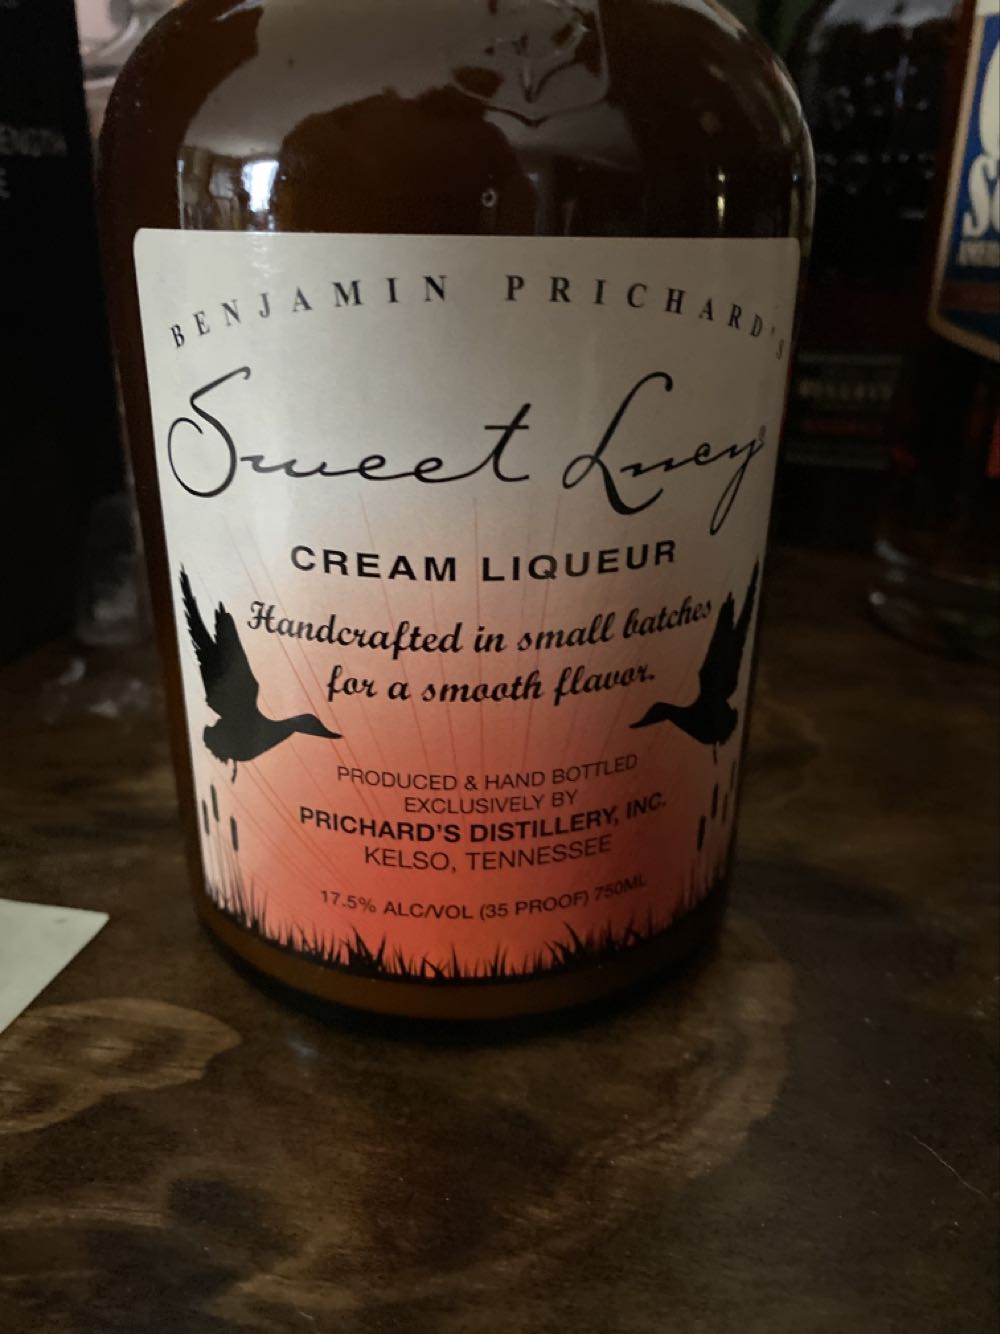 BENJAMIN PRICHARD'S
Sweet Lucy®
CREAM LIQUEUR
Handcrafted in small batches
for a smooth flavor.
PRODUCED & HAND BOTTLED
EXCLUSIVELY BY
PRICHARD'S DISTILLERY, INC.
KELSO, TENNESSEE
17.5% ALC/VOL (35 PROOF) 750ML